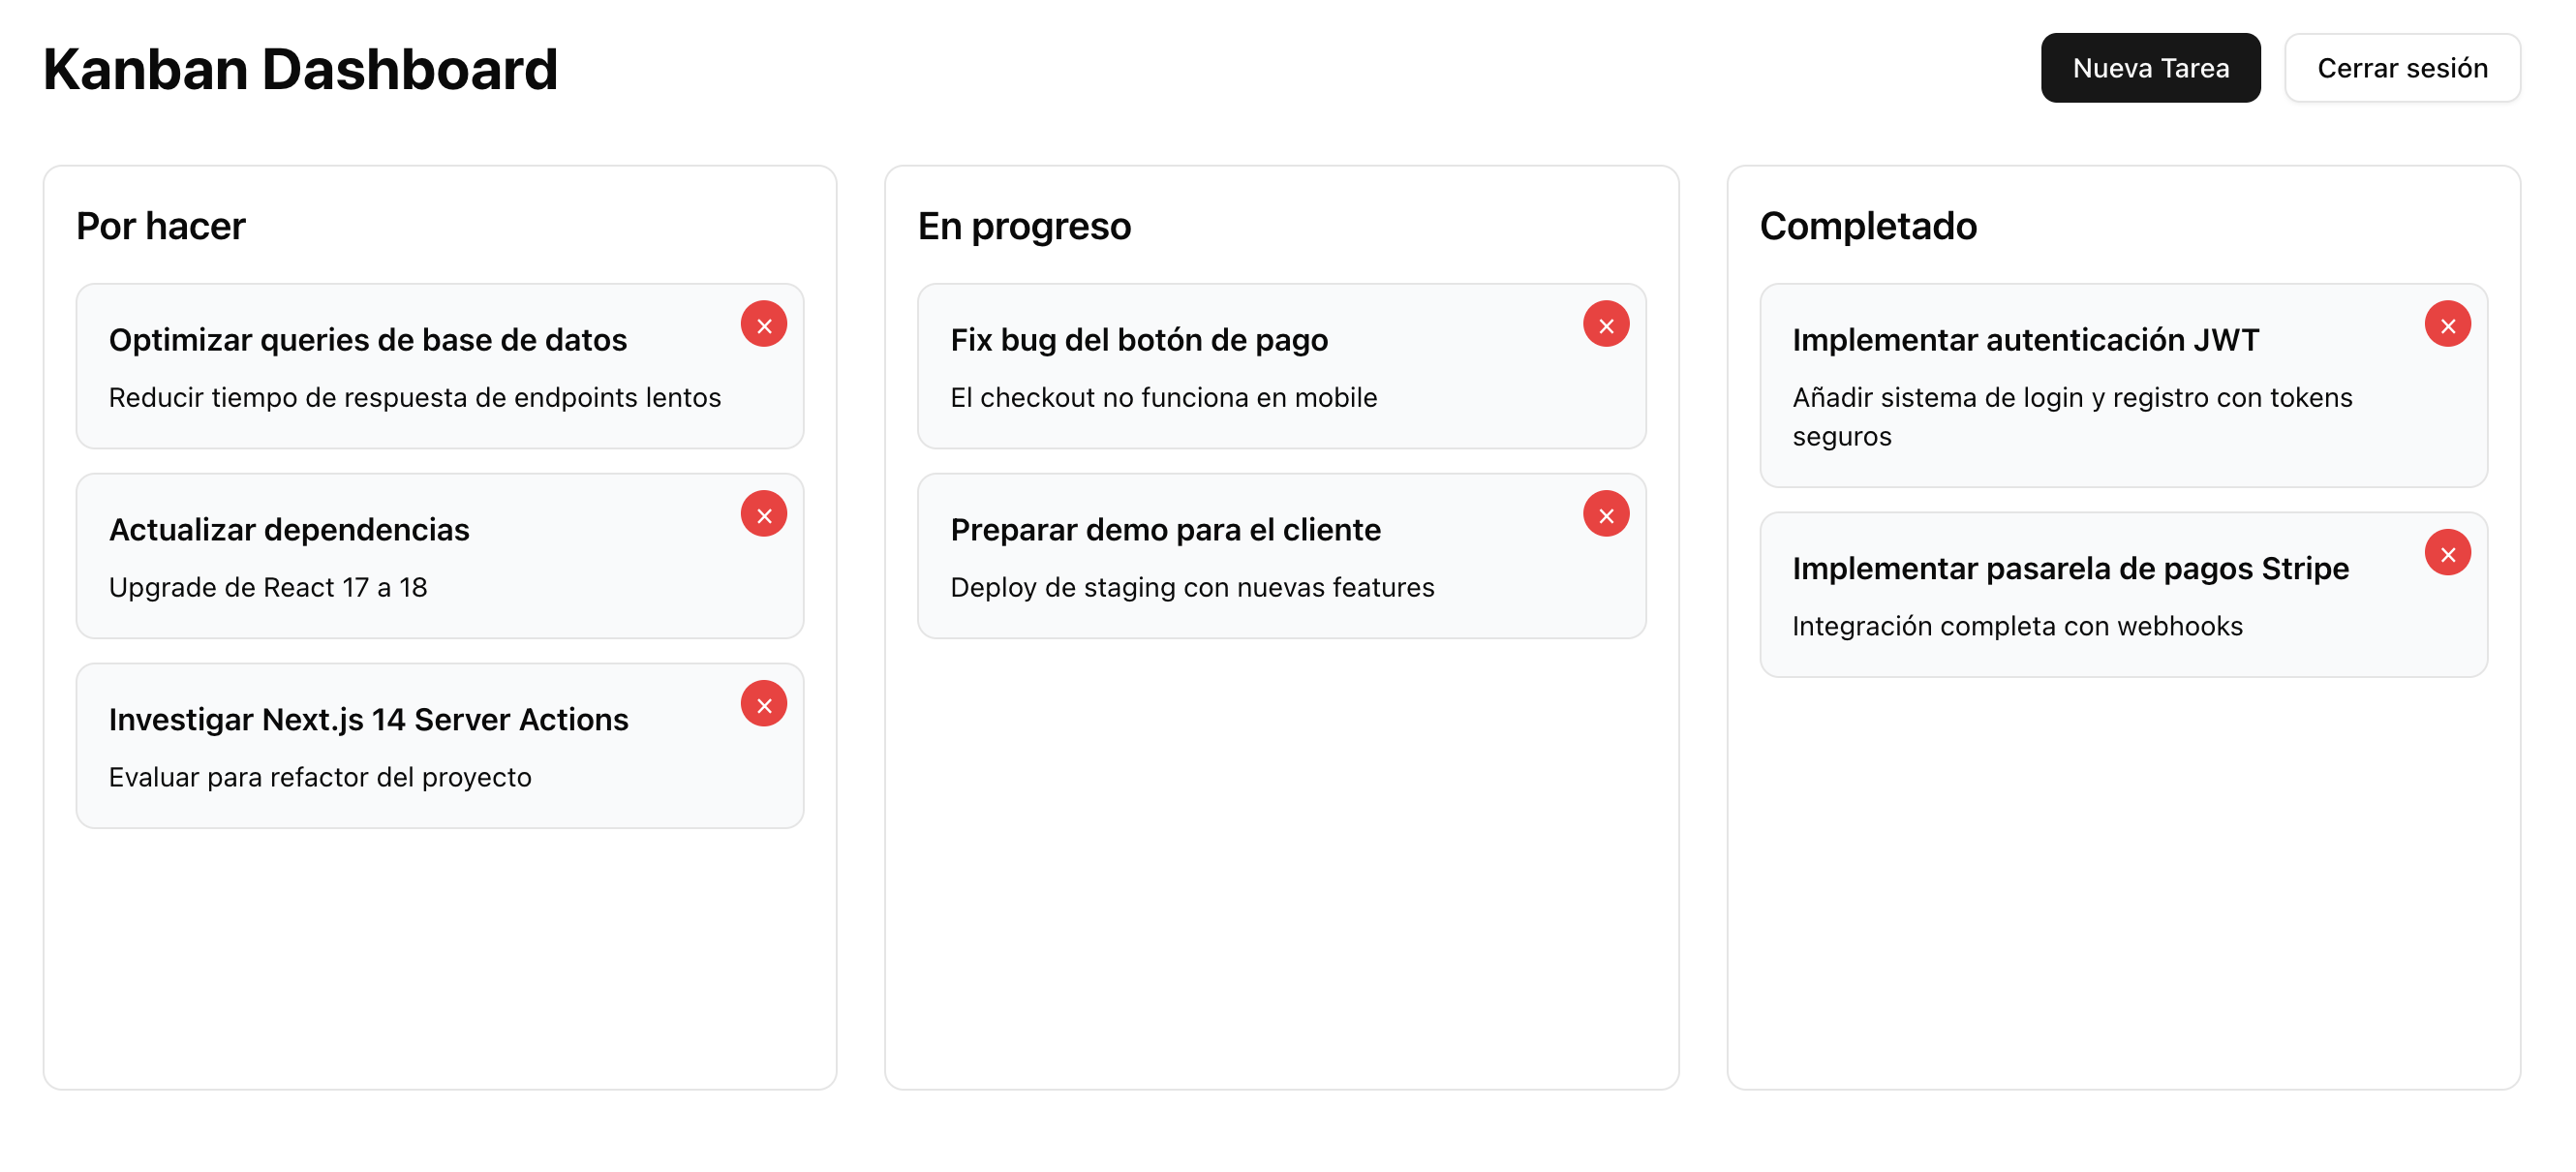 Kanban Dashboard
Nueva Tarea
Cerrar sesión
Por hacer
Optimizar queries de base de datos
Reducir tiempo de respuesta de endpoints lentos
Actualizar dependencias
Upgrade de React 17 a 18
Investigar Next.js 14 Server Actions
Evaluar para refactor del proyecto
En progreso
Fix bug del botón de pago
El checkout no funciona en mobile
Preparar demo para el cliente
Deploy de staging con nuevas features
Completado
Implementar autenticación JWT
Añadir sistema de login y registro con tokens
seguros
Implementar pasarela de pagos Stripe
Integración completa con webhooks